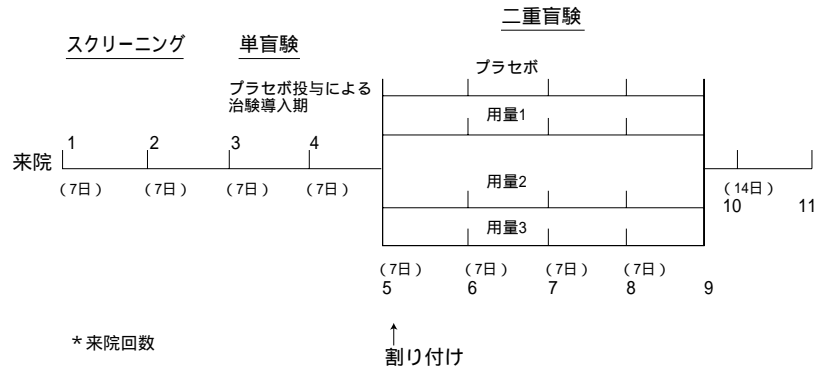 二重盲験
スクリーニング 単盲験
プラセボ投与による
治験導入期
プラセボ
用量1
1 2 3 4
来院
(7日) (7日) (7日) (7日)
用量2
(14日)
10 11
用量3
(7日) (7日) (7日) (7日)
5 6 7 8 9
*来院回数
↑
割り付け